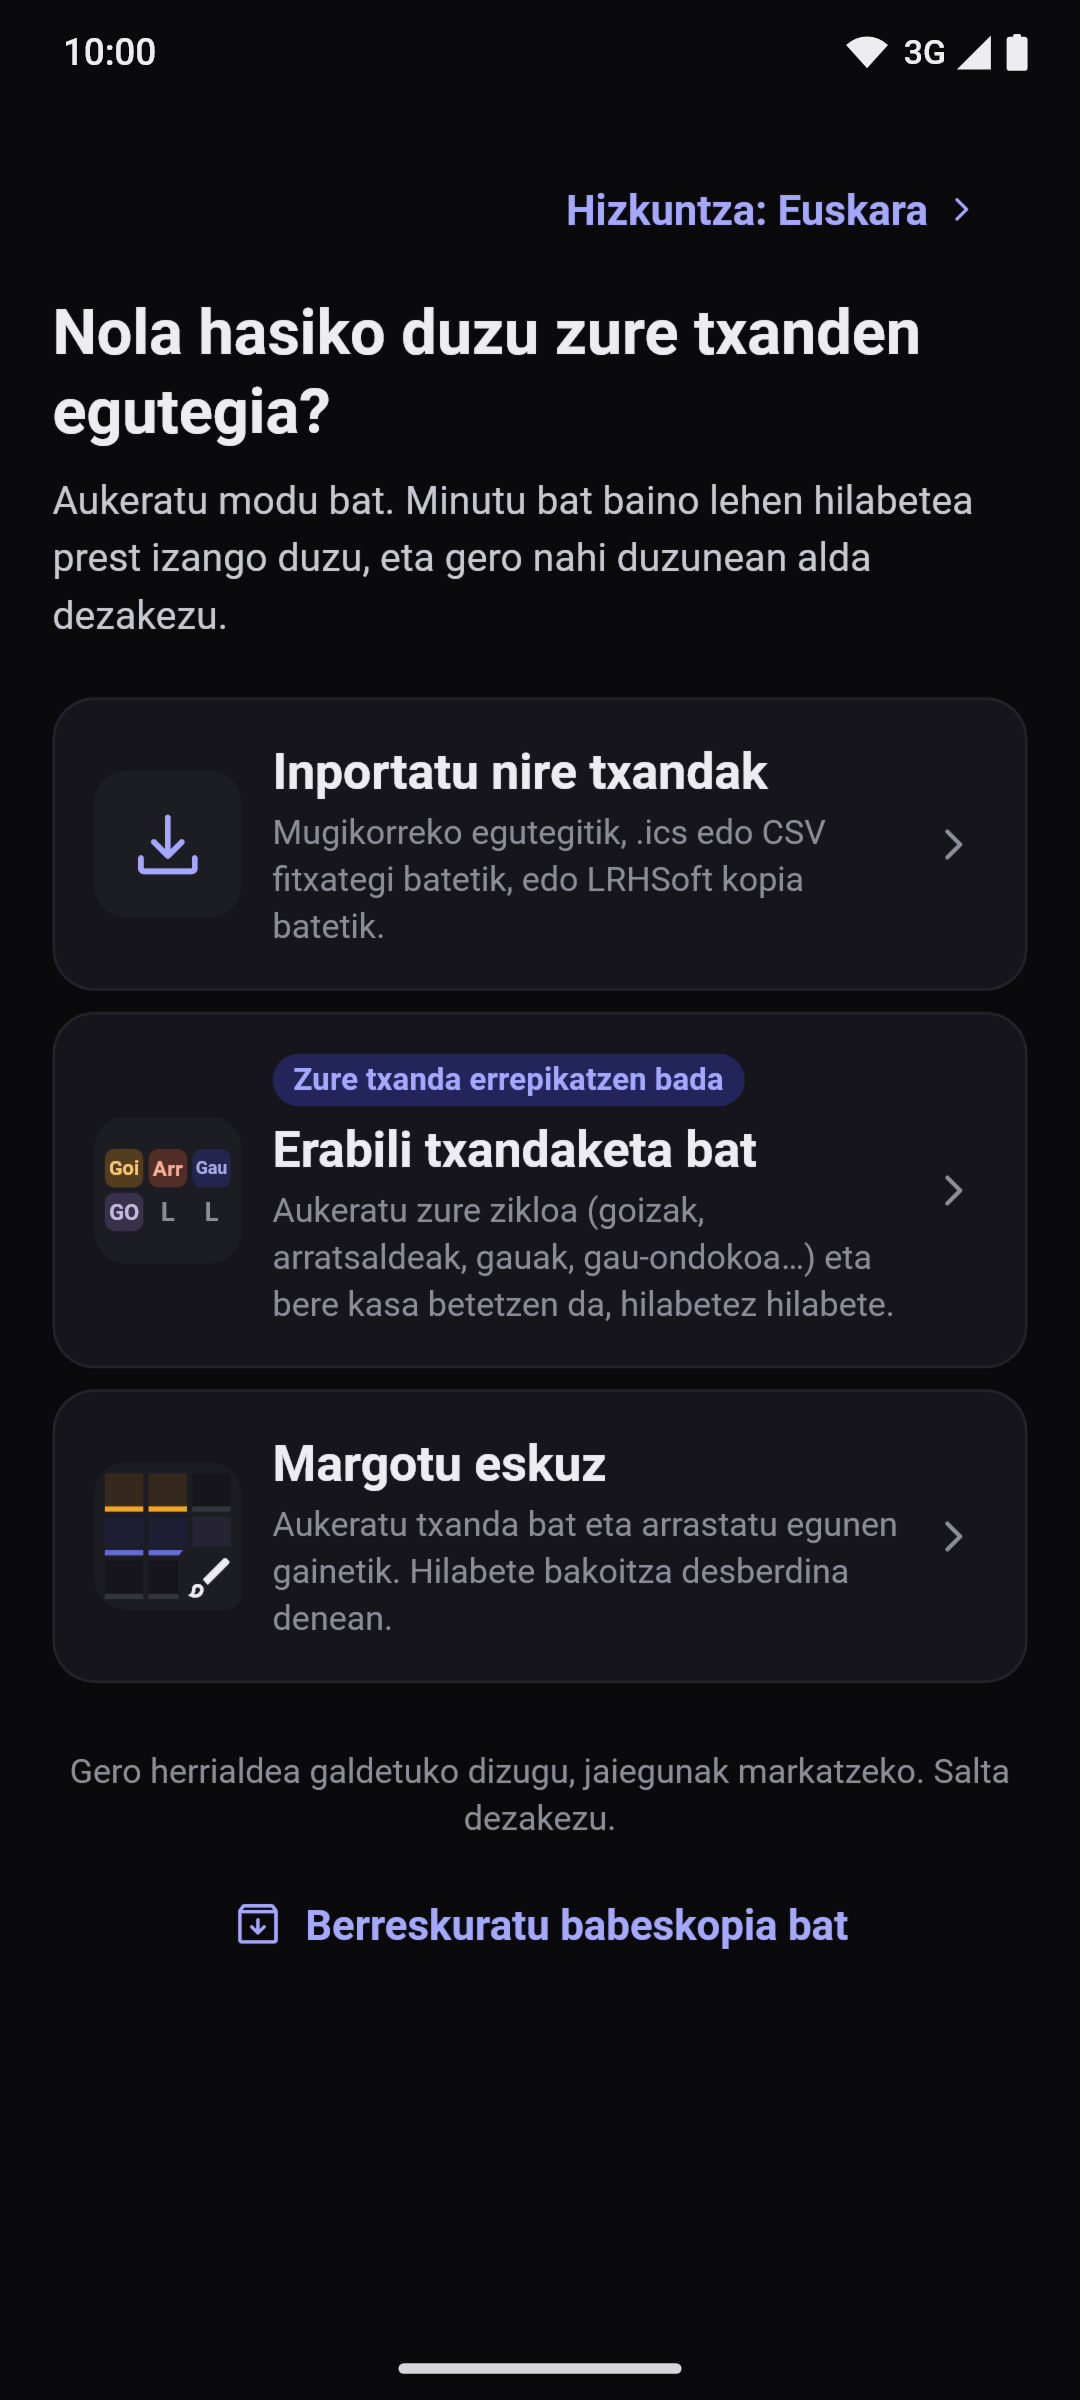 10:00
3G
Hizkuntza: Euskara
Nola hasiko duzu zure txanden
egutegia?
Aukeratu modu bat. Minutu bat baino lehen hilabetea
prest izango duzu, eta gero nahi duzunean alda
dezakezu.
Inportatu nire txandak
Mugikorreko egutegitik, .ics edo CSV
fitxategi batetik, edo LRHSoft kopia
batetik.
Zure txanda errepikatzen bada
Goi Arr Gau
GO L L
Erabili txandaketa bat
Aukeratu zure zikloa (goizak,
arratsaldeak, gauak, gau-ondokoa...) eta
bere kasa betetzen da, hilabetez hilabete.
Margotu eskuz
Aukeratu txanda bat eta arrastatu egunen
gainetik. Hilabete bakoitza desberdina
denean.
Gero herrialdea galdetuko dizugu, jaiegunak markatzeko. Salta
dezakezu.
Berreskuratu babeskopia bat